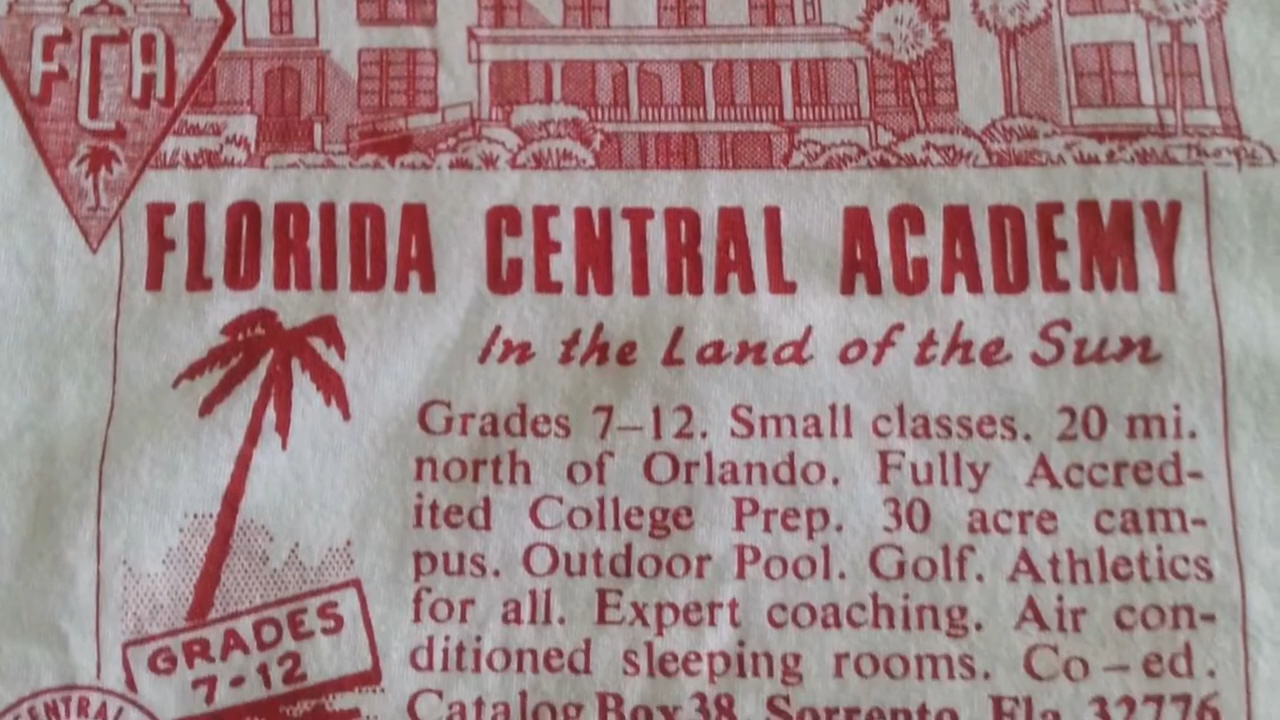 FCA
Thorpe
FLORIDA CENTRAL ACADEMY
In the Land of the Sun
Grades 7–12. Small classes. 20 mi.
north of Orlando. Fully Accred-
ited College Prep. 30 acre cam-
pus. Outdoor Pool. Golf. Athletics
for all. Expert coaching. Air con-
ditioned sleeping rooms. Co–ed.
Catalog Box 38, Sorrento, Fla. 32776
GRADES
7-12
CENTRAL